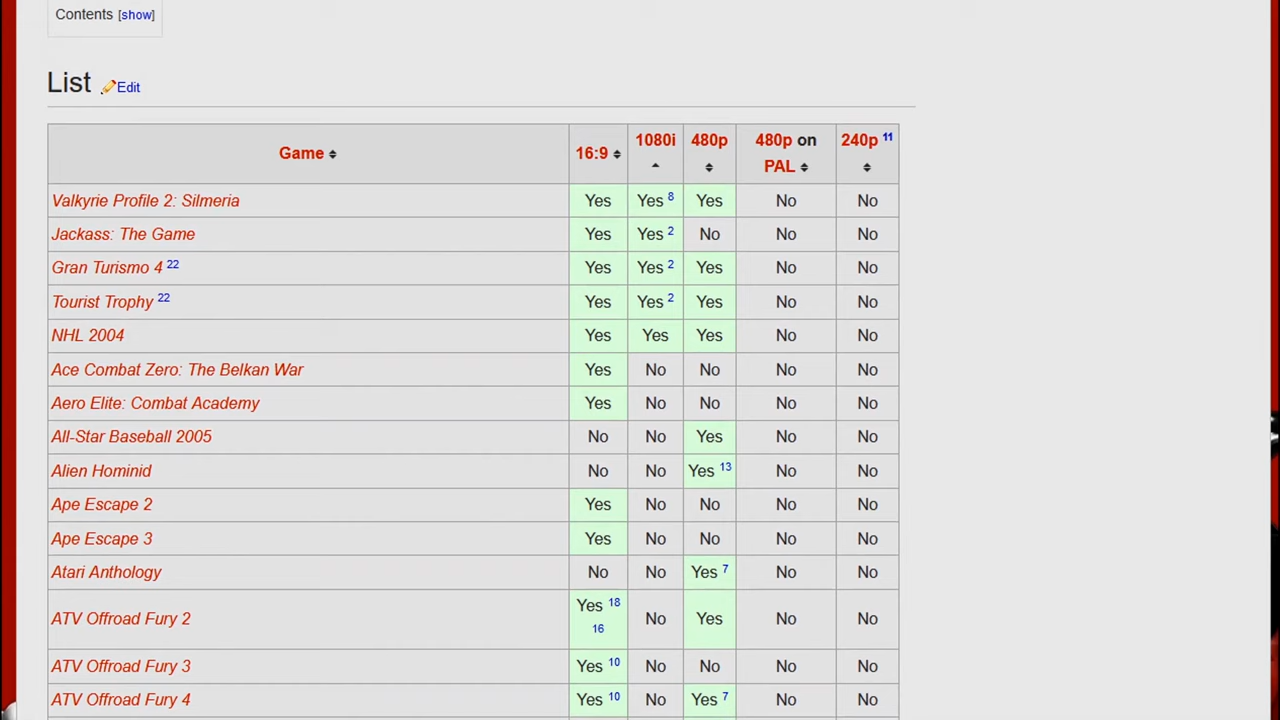 Contents [show]
List Edit
Game 16:9 1080i 480p 480p on PAL 240p 11
Valkyrie Profile 2: Silmeria Yes Yes 8 Yes No No
Jackass: The Game Yes Yes 2 No No No
Gran Turismo 4 22 Yes Yes 2 Yes No No
Tourist Trophy 22 Yes Yes 2 Yes No No
NHL 2004 Yes Yes Yes No No
Ace Combat Zero: The Belkan War Yes No No No No
Aero Elite: Combat Academy Yes No No No No
All-Star Baseball 2005 No No Yes No No
Alien Hominid No No Yes 13 No No
Ape Escape 2 Yes No No No No
Ape Escape 3 Yes No No No No
Atari Anthology No No Yes 7 No No
ATV Offroad Fury 2 Yes 18 16 No Yes No No
ATV Offroad Fury 3 Yes 10 No No No No
ATV Offroad Fury 4 Yes 10 No Yes 7 No No